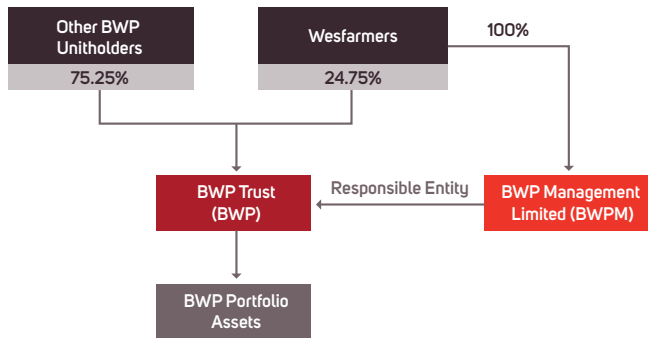 Other BWP
Unitholders
75.25%
Wesfarmers
24.75%
100%
BWP Trust
(BWP)
Responsible Entity
BWP Management
Limited (BWPM)
BWP Portfolio
Assets